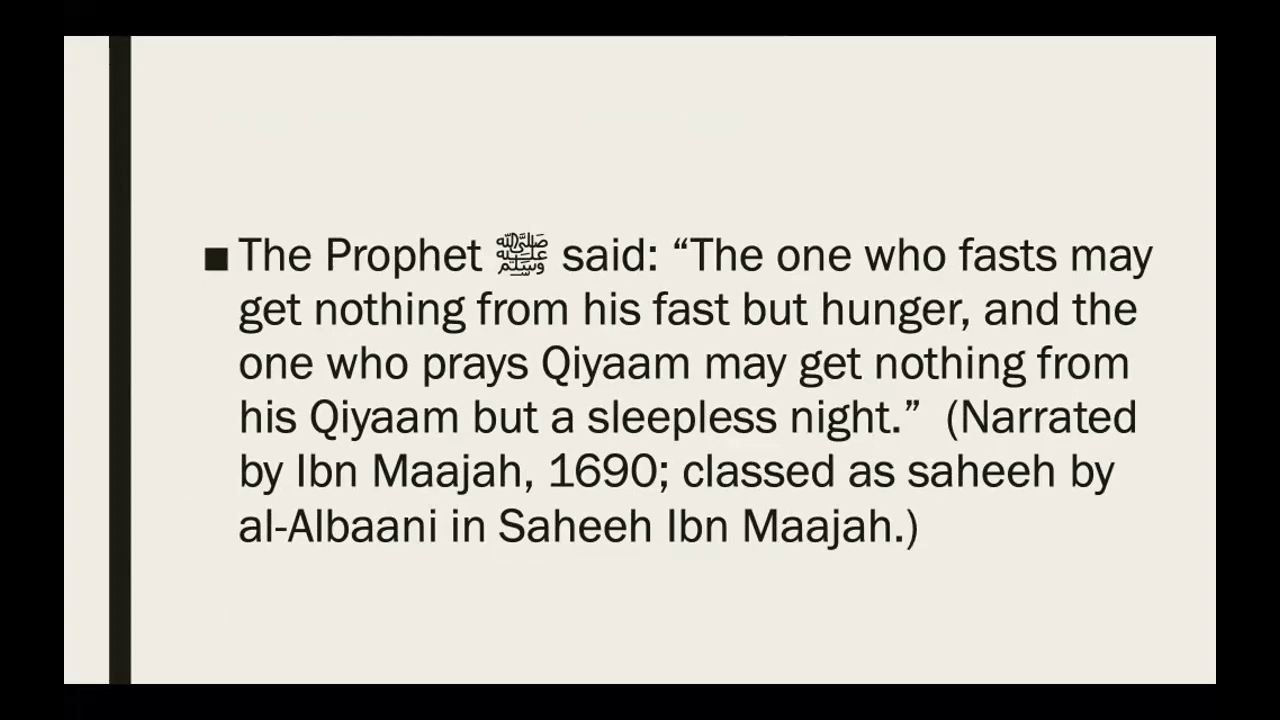 ■ The Prophet ﷺ said: “The one who fasts may
get nothing from his fast but hunger, and the
one who prays Qiyaam may get nothing from
his Qiyaam but a sleepless night.”  (Narrated
by Ibn Maajah, 1690; classed as saheeh by
al-Albaani in Saheeh Ibn Maajah.)